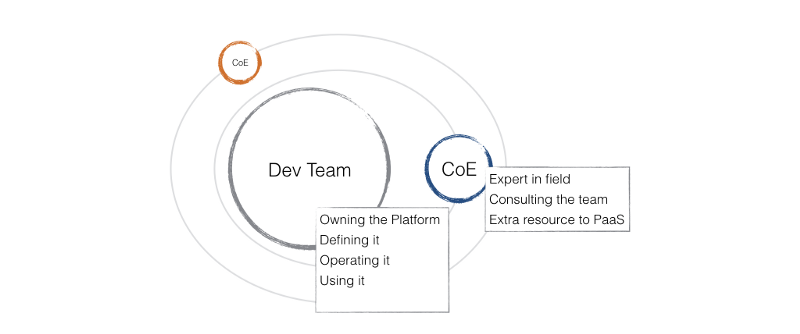 CoE
Dev Team
CoE
Expert in field
Consulting the team
Extra resource to PaaS
Owning the Platform
Defining it
Operating it
Using it